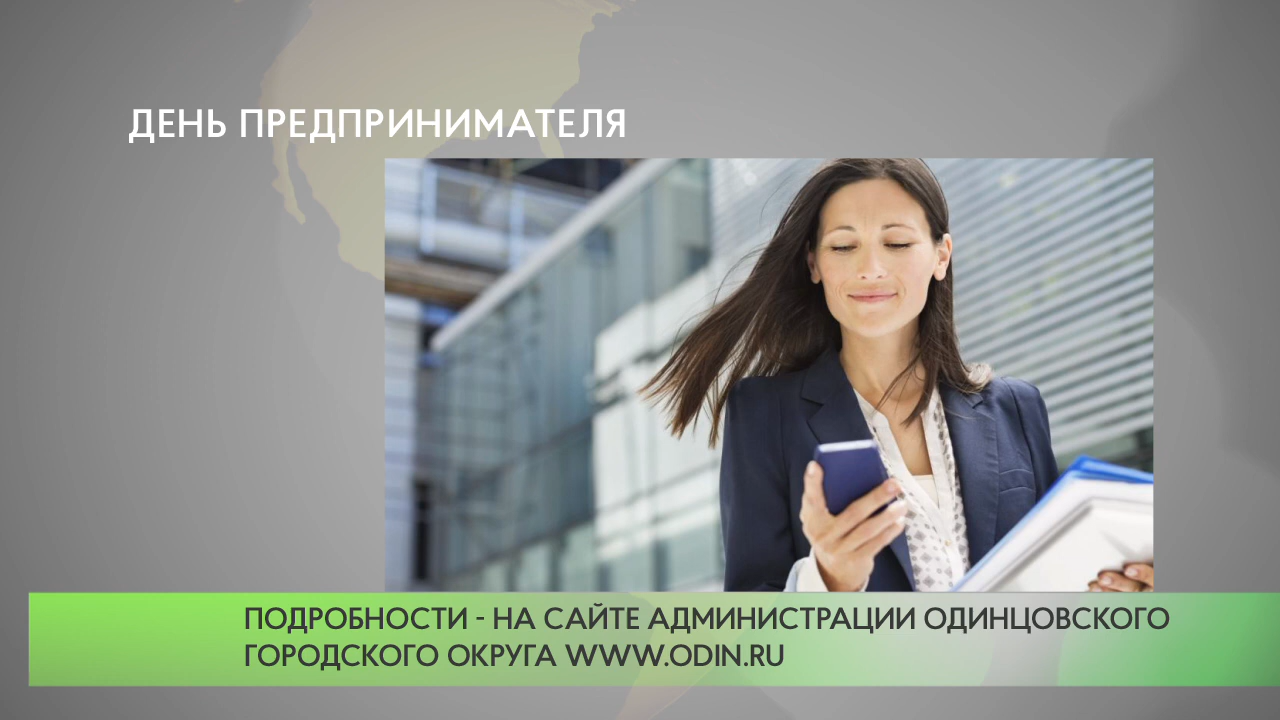 ДЕНЬ ПРЕДПРИНИМАТЕЛЯ
ПОДРОБНОСТИ - НА САЙТЕ АДМИНИСТРАЦИИ ОДИНЦОВСКОГО
ГОРОДСКОГО ОКРУГА WWW.ODIN.RU